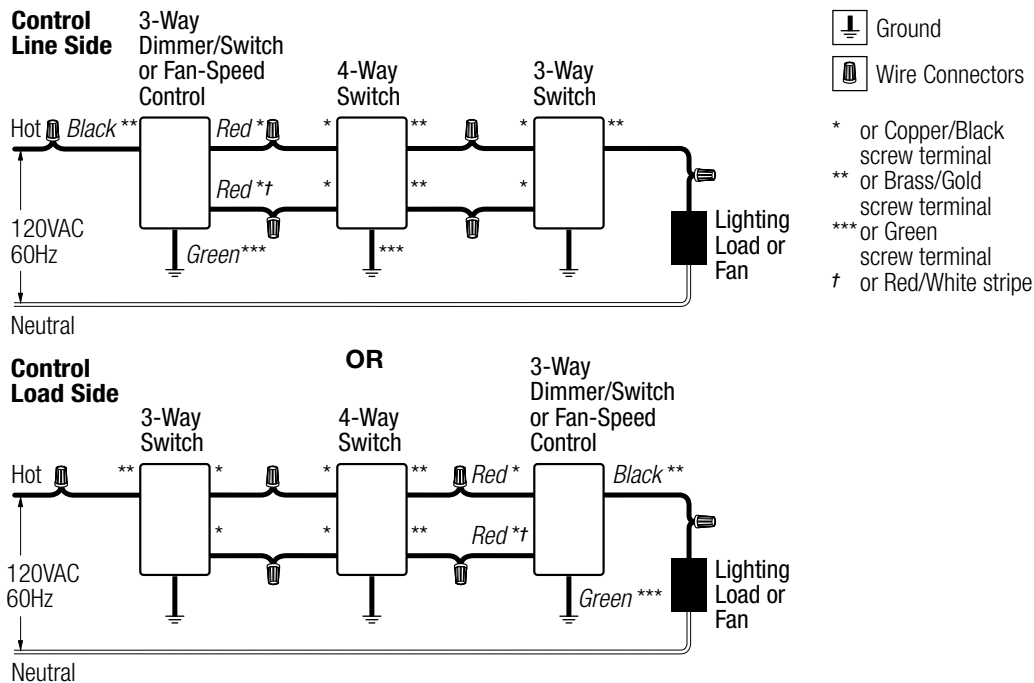 Control
Line Side
3-Way
Dimmer/Switch
or Fan-Speed
Control
4-Way
Switch
3-Way
Switch
Hot
Black **
Red *
*
**
*
**
Red *†
*
**
*
120VAC
60Hz
Green***
***
Lighting
Load or
Fan
Neutral
Ground
Wire Connectors
* or Copper/Black
screw terminal
** or Brass/Gold
screw terminal
*** or Green
screw terminal
† or Red/White stripe
OR
Control
Load Side
3-Way
Switch
4-Way
Switch
3-Way
Dimmer/Switch
or Fan-Speed
Control
Hot
**
*
*
**
Red *
Black **
*
*
**
Red *†
120VAC
60Hz
Green ***
Lighting
Load or
Fan
Neutral